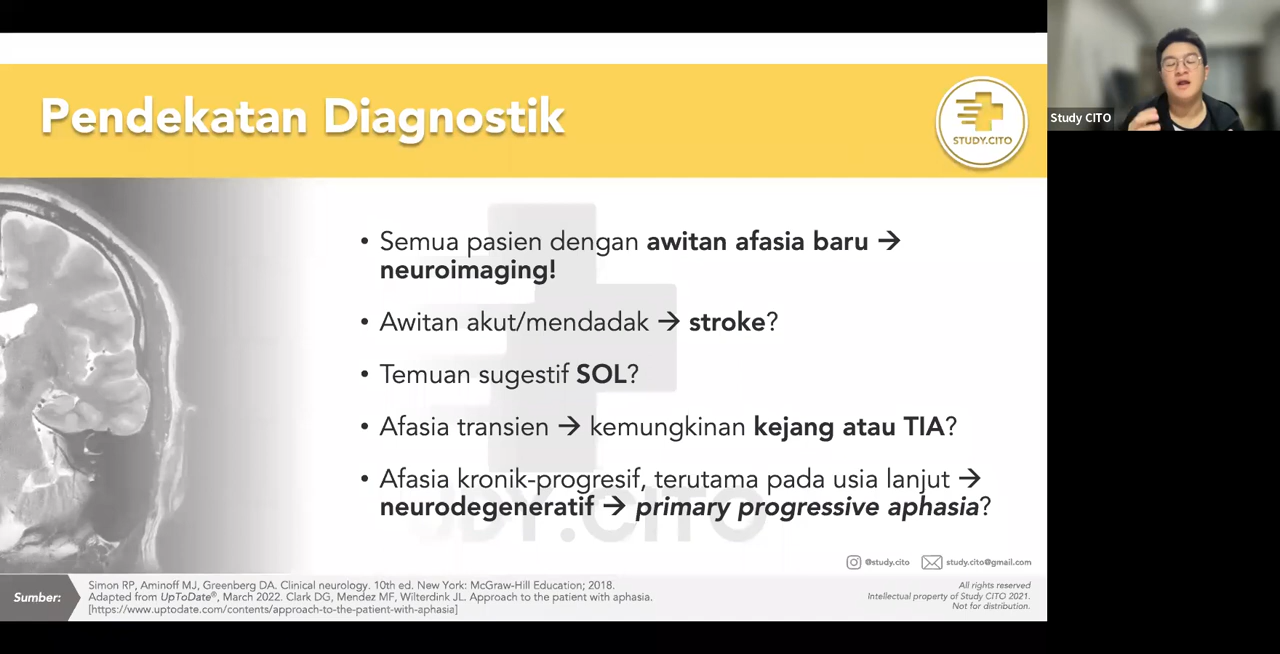 Pendekatan Diagnostik
STUDY.CITO
Study CITO
• Semua pasien dengan awitan afasia baru →
neuroimaging!
• Awitan akut/mendadak → stroke?
• Temuan sugestif SOL?
• Afasia transien → kemungkinan kejang atau TIA?
• Afasia kronik-progresif, terutama pada usia lanjut →
neurodegeneratif → primary progressive aphasia?
DY.CITO
@study.cito
study.cito@gmail.com
Sumber:
Simon RP, Aminoff MJ, Greenberg DA. Clinical neurology. 10th ed. New York: McGraw-Hill Education; 2018.
Adapted from UpToDate®, March 2022. Clark DG, Mendez MF, Wilterdink JL. Approach to the patient with aphasia.
[https://www.uptodate.com/contents/approach-to-the-patient-with-aphasia]
All rights reserved
Intellectual property of Study CITO 2021.
Not for distribution.